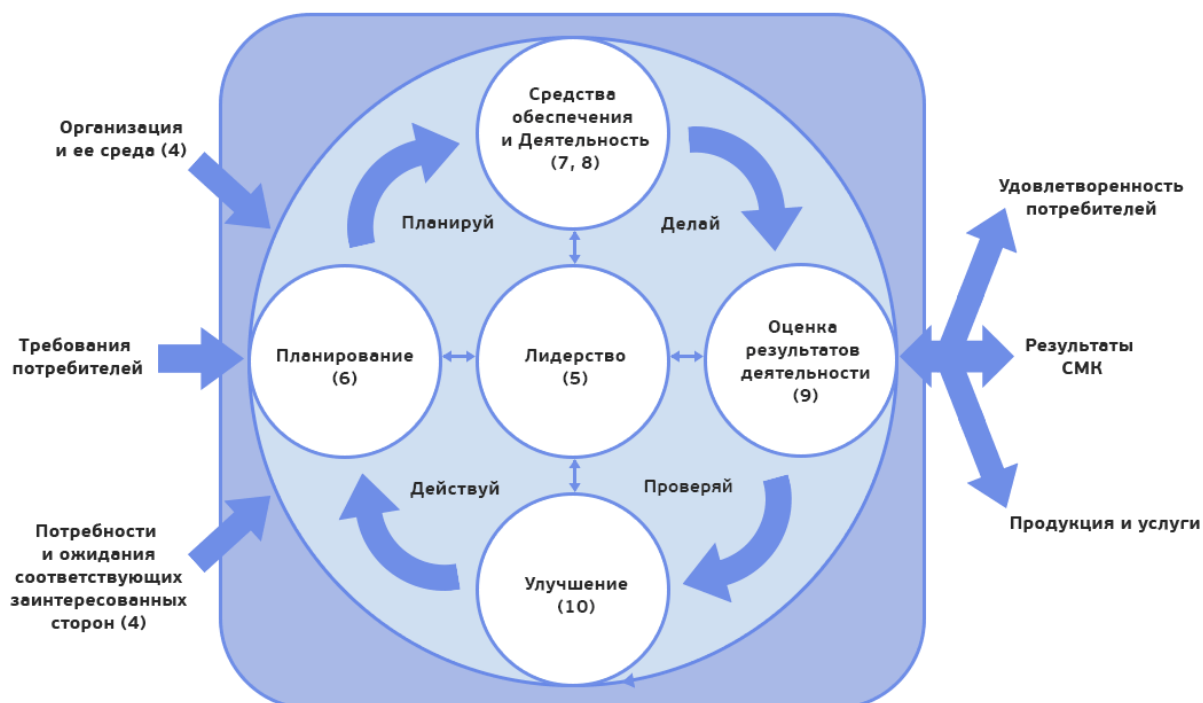 Организация
и ее среда (4)
Требования
потребителей
Потребности
и ожидания
соответствующих
заинтересованных
сторон (4)
Средства
обеспечения
и Деятельность
(7, 8)
Планируй
Делай
Планирование
(6)
Лидерство
(5)
Оценка
результатов
деятельности
(9)
Действуй
Проверяй
Улучшение
(10)
Удовлетворенность
потребителей
Результаты
СМК
Продукция и услуги